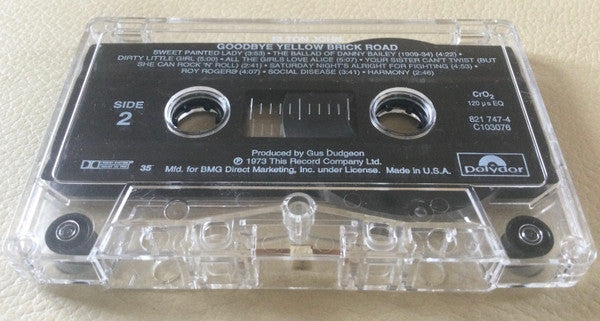 GOODBYE YELLOW BRICK ROAD
SWEET PAINTED LADY (3:53) • THE BALLAD OF DANNY BAILEY (1909-34) (4:22) •
DIRTY LITTLE GIRL (5:00) • ALL THE GIRLS LOVE ALICE (5:07) • YOUR SISTER CAN'T TWIST (BUT
SHE CAN ROCK 'N' ROLL) (2:41) • SATURDAY NIGHT'S ALRIGHT FOR FIGHTING (4:53) •
ROY ROGERS (4:07) • SOCIAL DISEASE (3:41) • HARMONY (2:46)
SIDE
2
CrO2
120 µs EQ
821 747-4
C103076
Produced by Gus Dudgeon
℗ 1973 This Record Company Ltd.
35 Mfd. for BMG Direct Marketing, Inc. under License. Made in U.S.A.
polydor